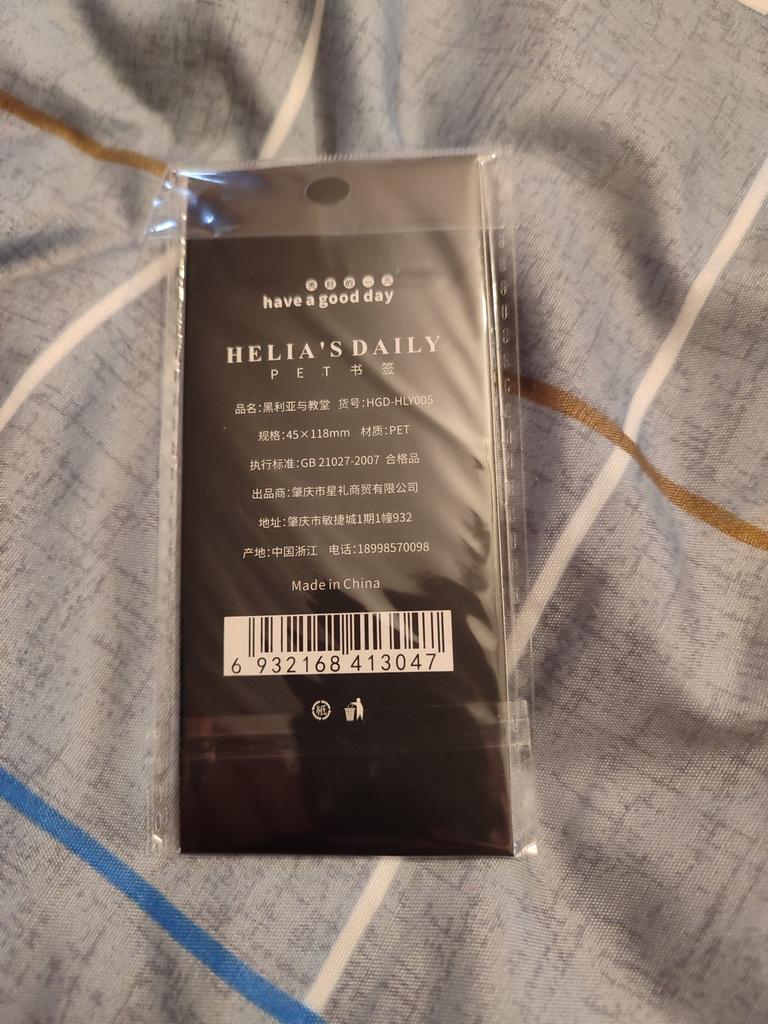 美好的一天
have a good day
HELIA'S DAILY
PET书签
品名:黑利亚与教堂 货号:HGD-HLY005
规格:45×118mm 材质:PET
执行标准:GB 21027-2007 合格品
出品商:肇庆市星礼商贸有限公司
地址:肇庆市敏捷城1期1幢932
产地:中国浙江 电话:18998570098
Made in China
6 932168 413047
紙